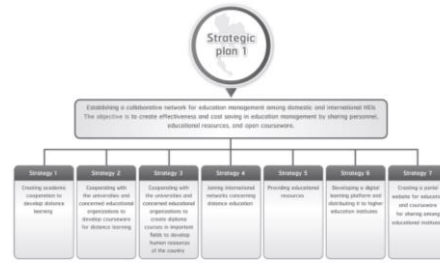 Strategic
plan 1
Establishing a collaborative network for education management among domestic and international HEIs
The objective is to create effectiveness and cost saving in education management by sharing personnel,
educational resources, and open courseware.
Strategy 1
Creating academic
cooperation to
develop distance
learning
Strategy 2
Cooperating with
the universities and
concerned educational
organizations to
develop courseware
for distance learning
Strategy 3
Cooperating with
the universities and
concerned educational
organizations to
create diploma
courses in important
fields to develop
human resources
of the country
Strategy 4
Joining international
networks concerning
distance education
Strategy 5
Providing educational
resources
Strategy 6
Developing a digital
learning platform and
distributing it to higher
education institutes
Strategy 7
Creating a portal
website for education
and courseware
for sharing among
educational institutes